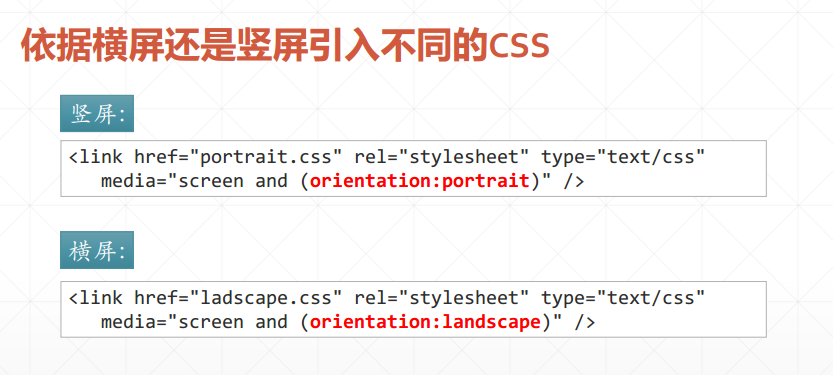 依据横屏还是竖屏引入不同的CSS
竖屏:
<link href="portrait.css" rel="stylesheet" type="text/css"
media="screen and (orientation:portrait)" />
横屏:
<link href="ladscape.css" rel="stylesheet" type="text/css"
media="screen and (orientation:landscape)" />